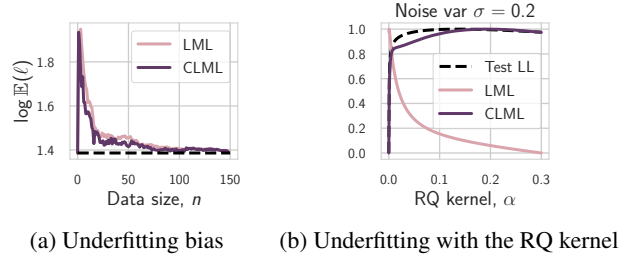 Noise var σ = 0.2
log 𝔼(ℓ)
1.8
1.6
1.4
LML
CLML
0
50
100
150
Data size, n
1.0
0.8
0.6
0.4
0.2
0.0
Test LL
LML
CLML
0.0
0.1
0.2
0.3
RQ kernel, α
(a) Underfitting bias
(b) Underfitting with the RQ kernel